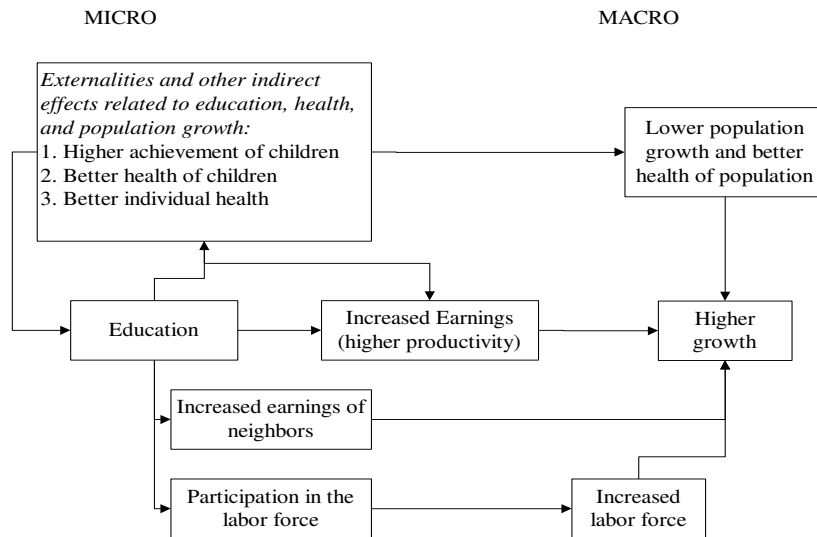 MICRO
MACRO
Externalities and other indirect
effects related to education, health,
and population growth:
1. Higher achievement of children
2. Better health of children
3. Better individual health
Lower population
growth and better
health of population
Education
Increased Earnings
(higher productivity)
Higher
growth
Increased earnings of
neighbors
Participation in the
labor force
Increased
labor force